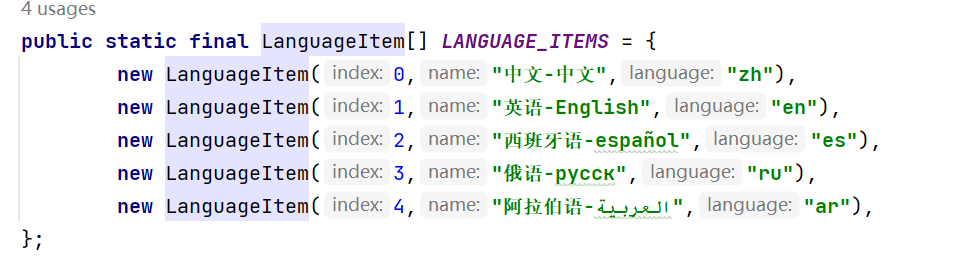 4 usages
public static final LanguageItem[] LANGUAGE_ITEMS = {
new LanguageItem( index: 0, name: "中文-中文", language: "zh"),
new LanguageItem( index: 1, name: "英语-English", language: "en"),
new LanguageItem( index: 2, name: "西班牙语-español", language: "es"),
new LanguageItem( index: 3, name: "俄语-русск", language: "ru"),
new LanguageItem( index: 4, name: "阿拉伯语-العربية", language: "ar"),
};